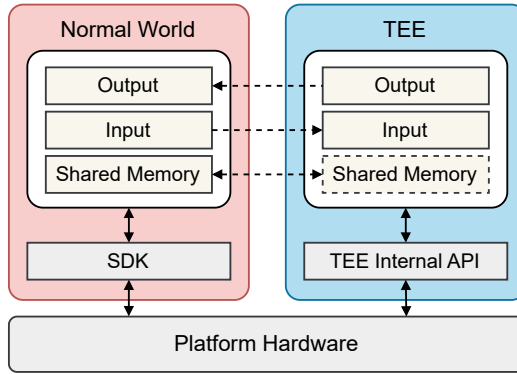 Normal World
Output
Input
Shared Memory
SDK
TEE
Output
Input
Shared Memory
TEE Internal API
Platform Hardware